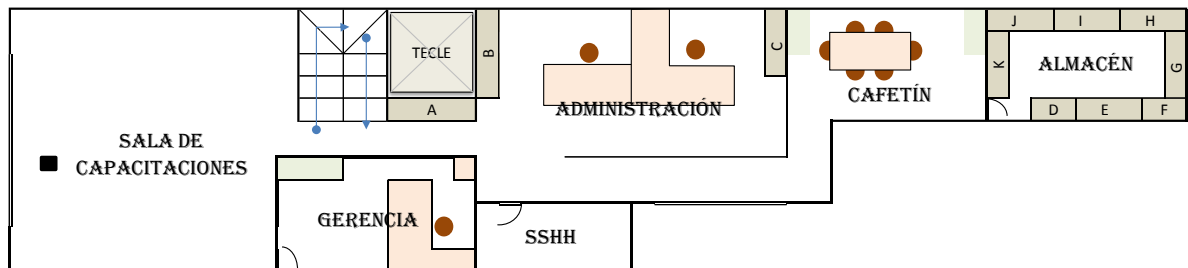 J I H
TECLE
B
C
K
ALMACÉN
G
CAFETÍN
A
ADMINISTRACIÓN
D E F
SALA DE
CAPACITACIONES
GERENCIA
SSHH